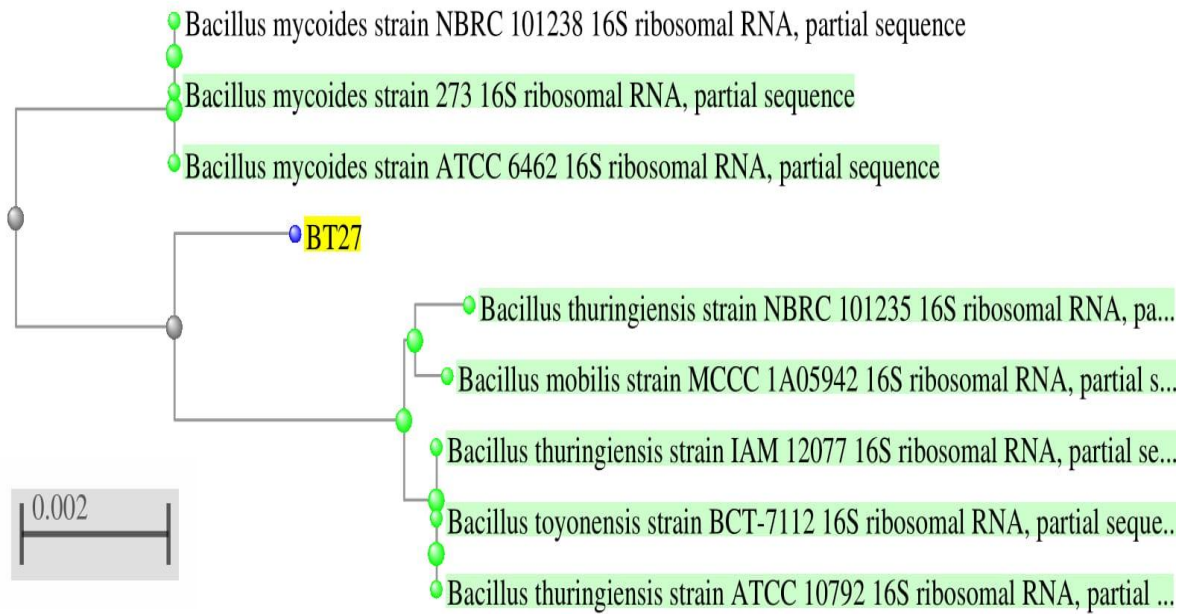 Bacillus mycoides strain NBRC 101238 16S ribosomal RNA, partial sequence
Bacillus mycoides strain 273 16S ribosomal RNA, partial sequence
Bacillus mycoides strain ATCC 6462 16S ribosomal RNA, partial sequence
BT27
Bacillus thuringiensis strain NBRC 101235 16S ribosomal RNA, pa...
Bacillus mobilis strain MCCC 1A05942 16S ribosomal RNA, partial s...
Bacillus thuringiensis strain IAM 12077 16S ribosomal RNA, partial se...
0.002
Bacillus toyonensis strain BCT-7112 16S ribosomal RNA, partial seque..
Bacillus thuringiensis strain ATCC 10792 16S ribosomal RNA, partial ...